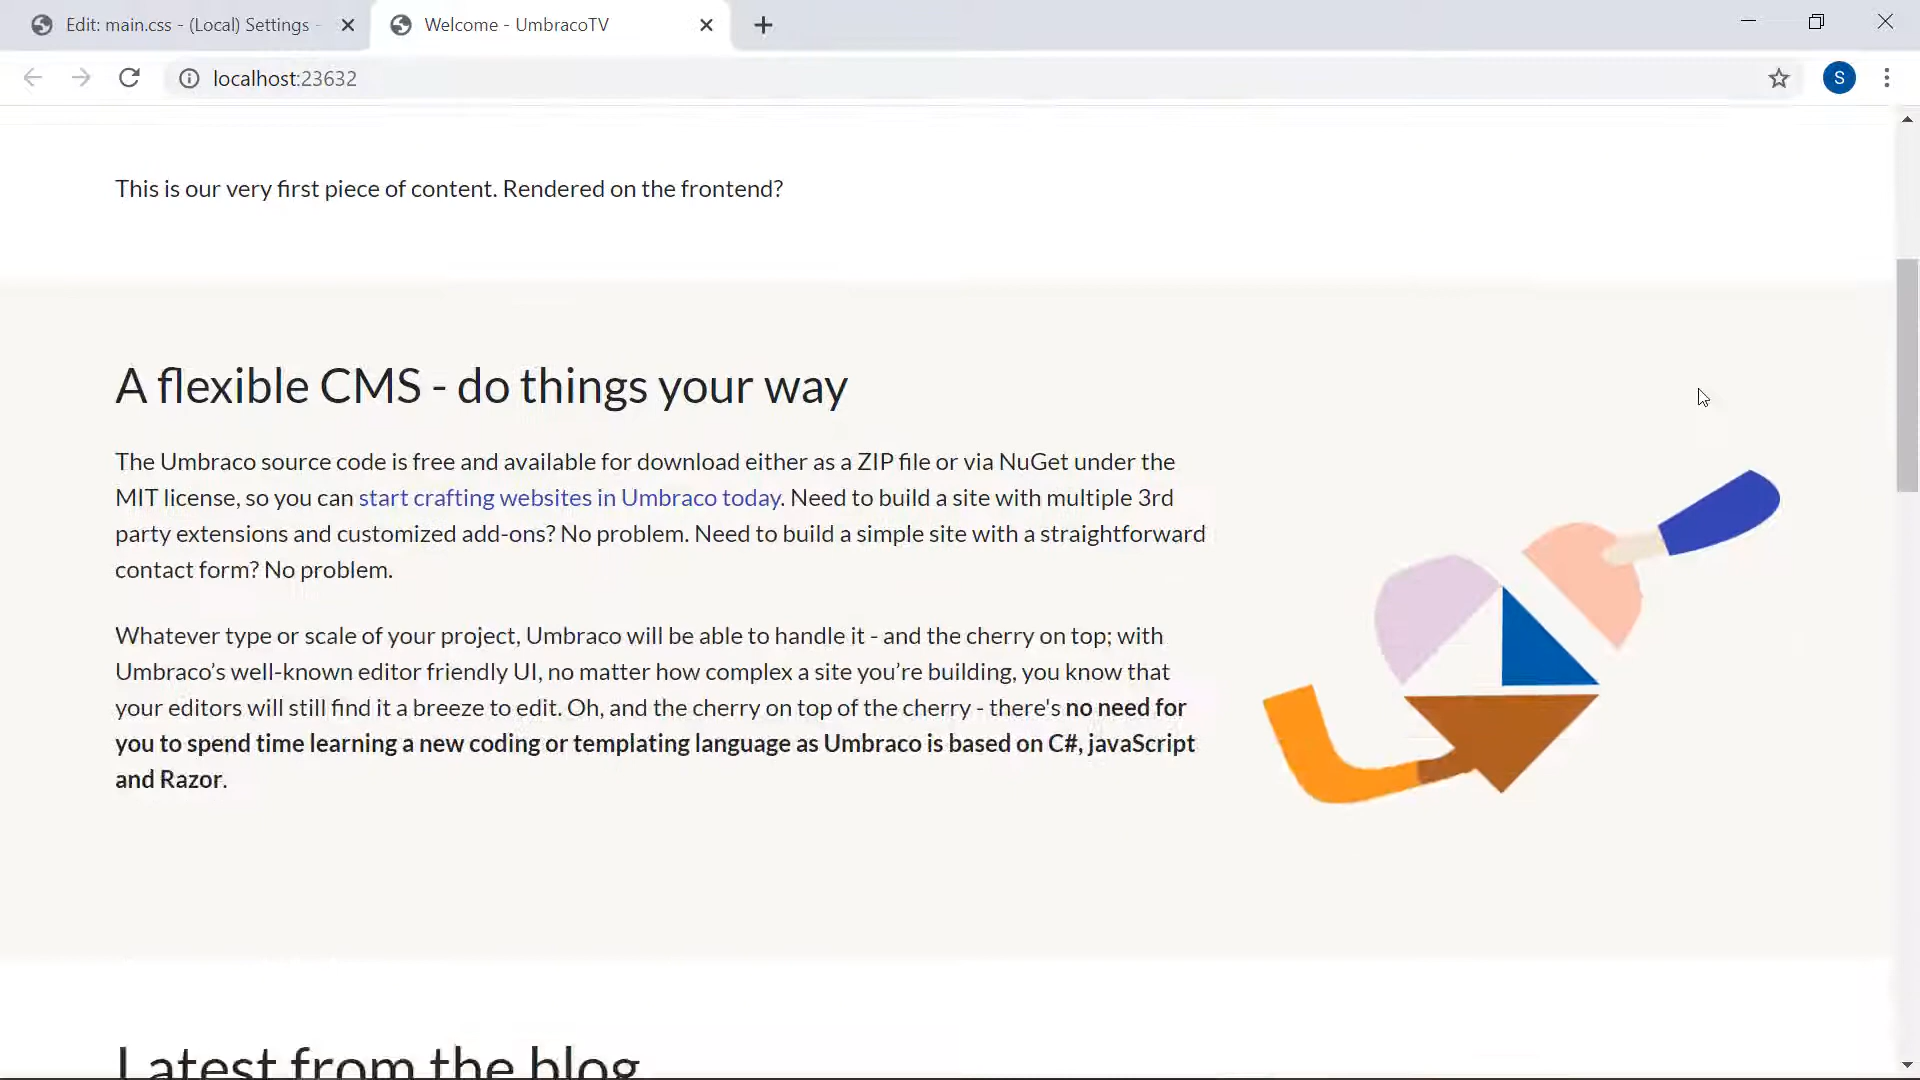 Edit: main.css - (Local) Settings -
Welcome - UmbracoTV
localhost:23632
S
This is our very first piece of content. Rendered on the frontend?
A flexible CMS - do things your way
The Umbraco source code is free and available for download either as a ZIP file or via NuGet under the
MIT license, so you can start crafting websites in Umbraco today. Need to build a site with multiple 3rd
party extensions and customized add-ons? No problem. Need to build a simple site with a straightforward
contact form? No problem.
Whatever type or scale of your project, Umbraco will be able to handle it - and the cherry on top; with
Umbraco’s well-known editor friendly UI, no matter how complex a site you’re building, you know that
your editors will still find it a breeze to edit. Oh, and the cherry on top of the cherry - there's no need for
you to spend time learning a new coding or templating language as Umbraco is based on C#, javaScript
and Razor.
Latest from the blog